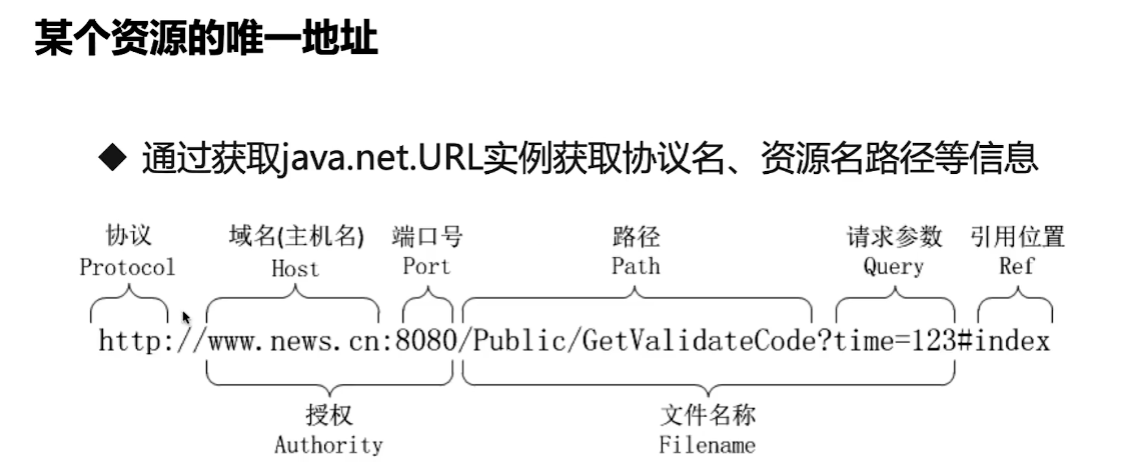 某个资源的唯一地址
◆ 通过获取java.net.URL实例获取协议名、资源名路径等信息
协议 域名(主机名) 端口号 路径 请求参数 引用位置
Protocol Host Port Path Query Ref
http://www.news.cn:8080/Public/GetValidateCode?time=123#index
授权 文件名称
Authority Filename